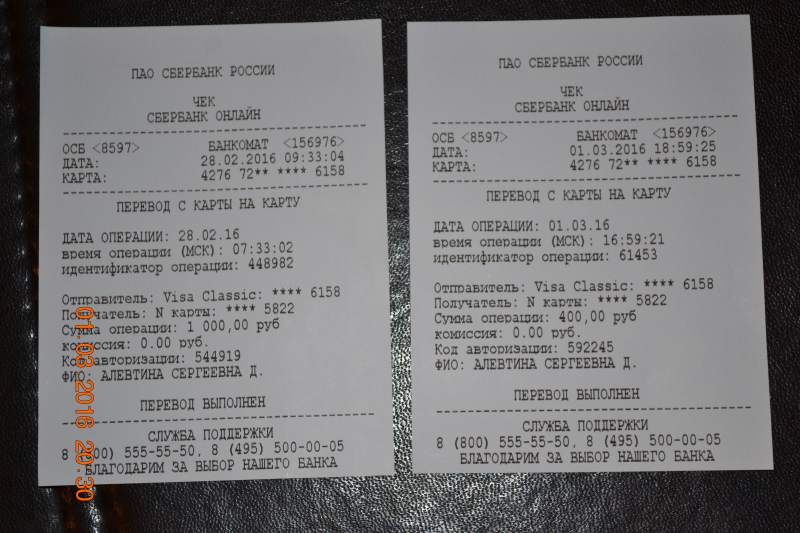 ПАО СБЕРБАНК РОССИИ
ЧЕК
СБЕРБАНК ОНЛАЙН
ОСБ <8597> БАНКОМАТ <156976>
ДАТА: 28.02.2016 09:33:04
КАРТА: 4276 72** **** 6158
ПЕРЕВОД С КАРТЫ НА КАРТУ
ДАТА ОПЕРАЦИИ: 28.02.16
время операции (МСК): 07:33:02
идентификатор операции: 448982
Отправитель: Visa Classic: **** 6158
Получатель: N карты: **** 5822
Сумма операции: 1 000,00 руб
комиссия: 0.00 руб.
Код авторизации: 544919
ФИО: АЛЕВТИНА СЕРГЕЕВНА Д.
ПЕРЕВОД ВЫПОЛНЕН
СЛУЖБА ПОДДЕРЖКИ
8 (800) 555-55-50, 8 (495) 500-00-05
БЛАГОДАРИМ ЗА ВЫБОР НАШЕГО БАНКА
ПАО СБЕРБАНК РОССИИ
ЧЕК
СБЕРБАНК ОНЛАЙН
ОСБ <8597> БАНКОМАТ <156976>
ДАТА: 01.03.2016 18:59:25
КАРТА: 4276 72** **** 6158
ПЕРЕВОД С КАРТЫ НА КАРТУ
ДАТА ОПЕРАЦИИ: 01.03.16
время операции (МСК): 16:59:21
идентификатор операции: 61453
Отправитель: Visa Classic: **** 6158
Получатель: N карты: **** 5822
Сумма операции: 400,00 руб
комиссия: 0.00 руб.
Код авторизации: 592245
ФИО: АЛЕВТИНА СЕРГЕЕВНА Д.
ПЕРЕВОД ВЫПОЛНЕН
СЛУЖБА ПОДДЕРЖКИ
8 (800) 555-55-50, 8 (495) 500-00-05
БЛАГОДАРИМ ЗА ВЫБОР НАШЕГО БАНКА
01.03.2016 20:30